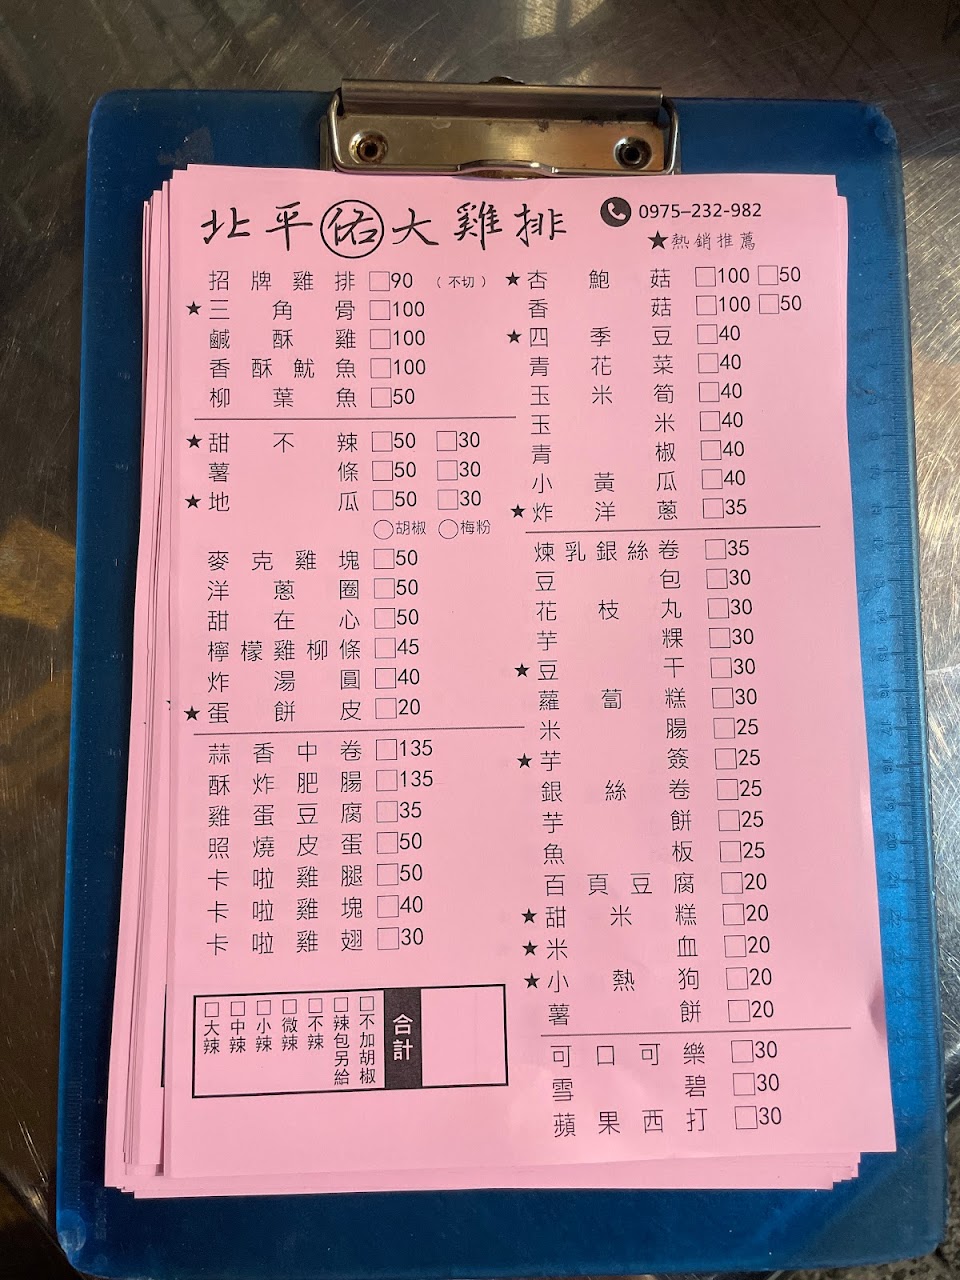 北平佑大雞排
0975-232-982
★熱銷推薦
招牌雞排 □90 (不切)
★三角骨 □100
鹹酥雞 □100
香酥魷魚 □100
柳葉魚 □50
★甜不辣 □50 □30
薯條 □50 □30
★地瓜 □50 □30
○胡椒 ○梅粉
麥克雞塊 □50
洋蔥圈 □50
甜在心 □50
檸檬雞柳條 □45
炸湯圓 □40
★蛋餅皮 □20
蒜香中卷 □135
酥炸肥腸 □135
雞蛋豆腐 □35
照燒皮蛋 □50
卡啦雞腿 □50
卡啦雞塊 □40
卡啦雞翅 □30
□大辣
□中辣
□小辣
□微辣
□不辣
□辣包另給
□不加胡椒
合計
★杏鮑菇 □100 □50
香菇 □100 □50
★四季豆 □40
青花菜 □40
玉米筍 □40
玉米 □40
青椒 □40
小黃瓜 □40
★炸洋蔥 □35
煉乳銀絲卷 □35
豆包 □30
花枝丸 □30
芋粿 □30
★豆干 □30
蘿蔔糕 □30
米腸 □25
★芋簽 □25
銀絲卷 □25
芋餅 □25
魚板 □25
百頁豆腐 □20
★甜米糕 □20
★米血 □20
★小熱狗 □20
薯餅 □20
可口可樂 □30
雪碧 □30
蘋果西打 □30